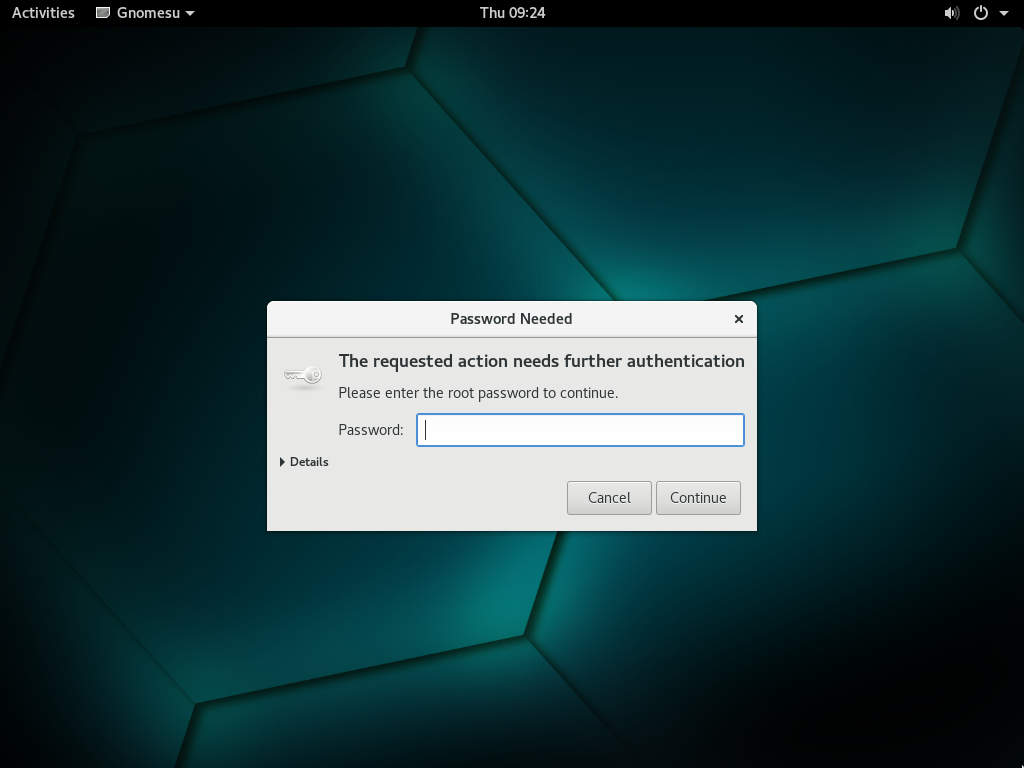 Activities Gnomesu Thu 09:24
Password Needed
The requested action needs further authentication
Please enter the root password to continue.
Password:
Details
Cancel Continue